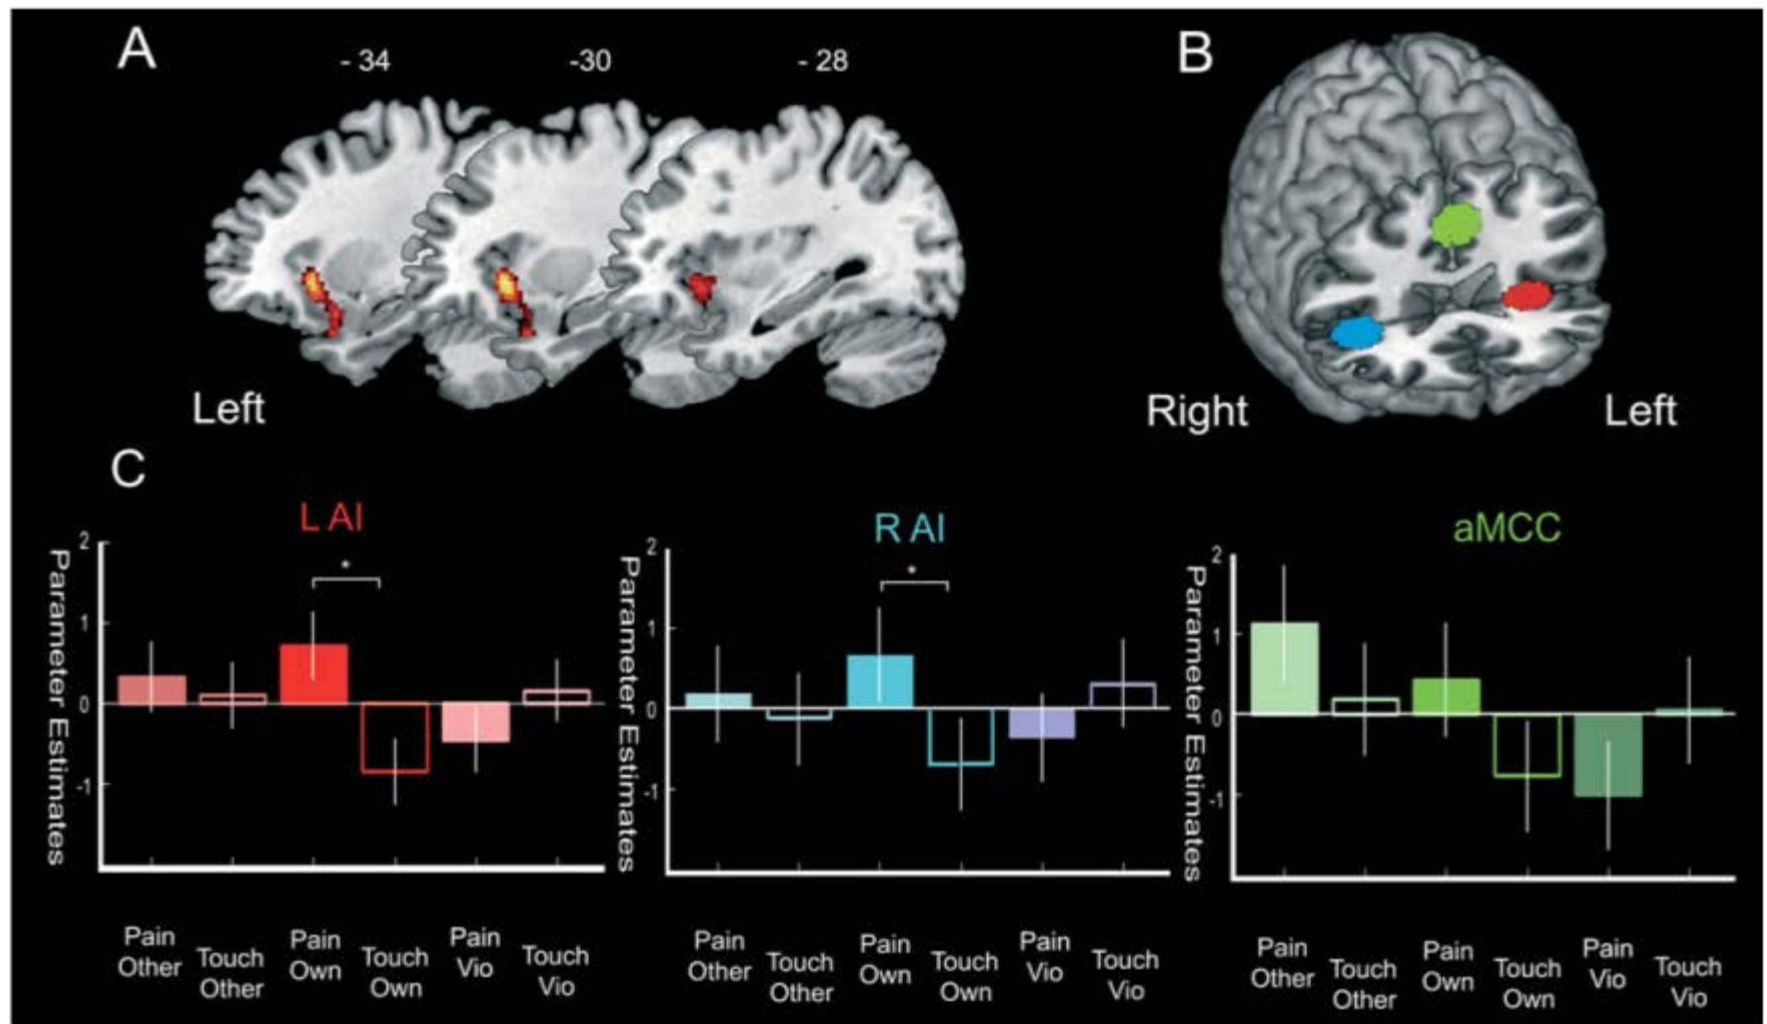 A
- 34
-30
- 28
Left
B
Right
Left
C
L AI
*
Parameter Estimates
2
1
0
-1
Pain
Other
Touch
Other
Pain
Own
Touch
Own
Pain
Vio
Touch
Vio
R AI
*
Parameter Estimates
2
1
0
-1
Pain
Other
Touch
Other
Pain
Own
Touch
Own
Pain
Vio
Touch
Vio
aMCC
Parameter Estimates
2
1
0
-1
Pain
Other
Touch
Other
Pain
Own
Touch
Own
Pain
Vio
Touch
Vio